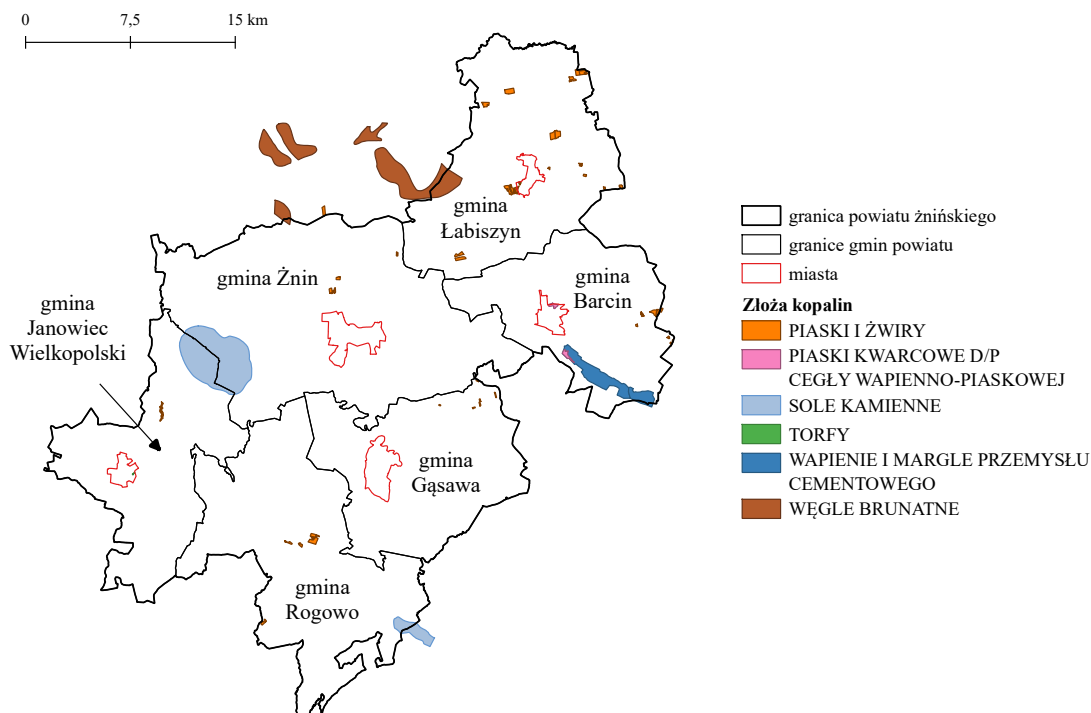 0
7,5
15 km
gmina
Łabiszyn
gmina Żnin
gmina
Barcin
gmina
Janowiec
Wielkopolski
gmina
Gąsawa
gmina
Rogowo
granica powiatu żnińskiego
granice gmin powiatu
miasta
Złoża kopalin
PIASKI I ŻWIRY
PIASKI KWARCOWE D/P
CEGŁY WAPIENNO-PIASKOWEJ
SOLE KAMIENNE
TORFY
WAPIENIE I MARGLE PRZEMYSŁU
CEMENTOWEGO
WĘGLE BRUNATNE